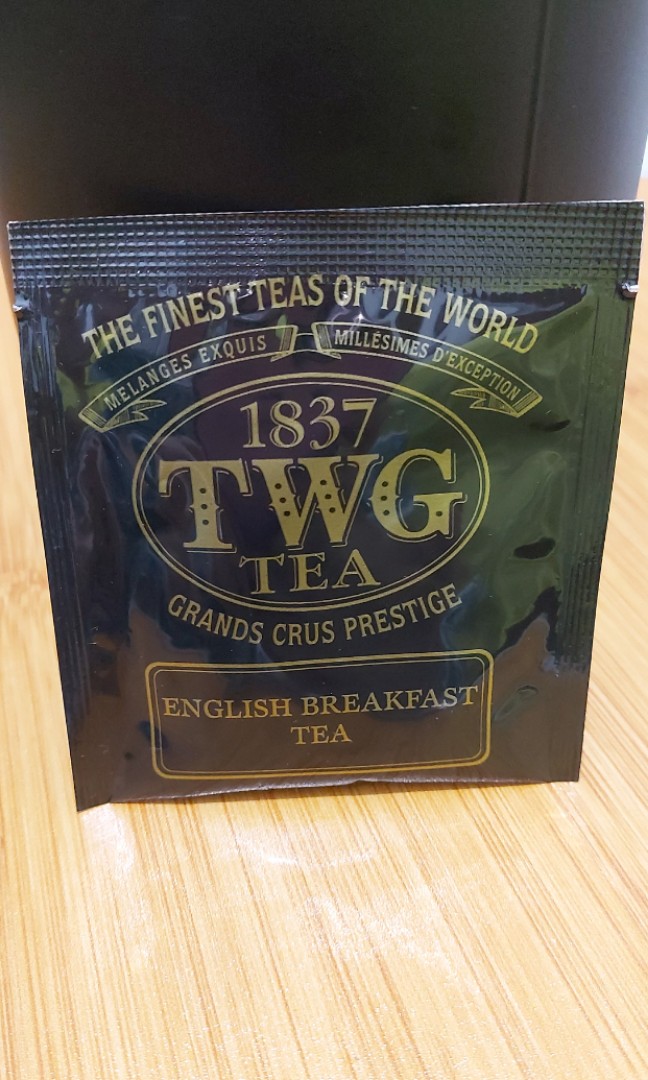 THE FINEST TEAS OF THE WORLD
MELANGES EXQUIS MILLÉSIMES D'EXCEPTION
1837
TWG
TEA
GRANDS CRUS PRESTIGE
ENGLISH BREAKFAST
TEA